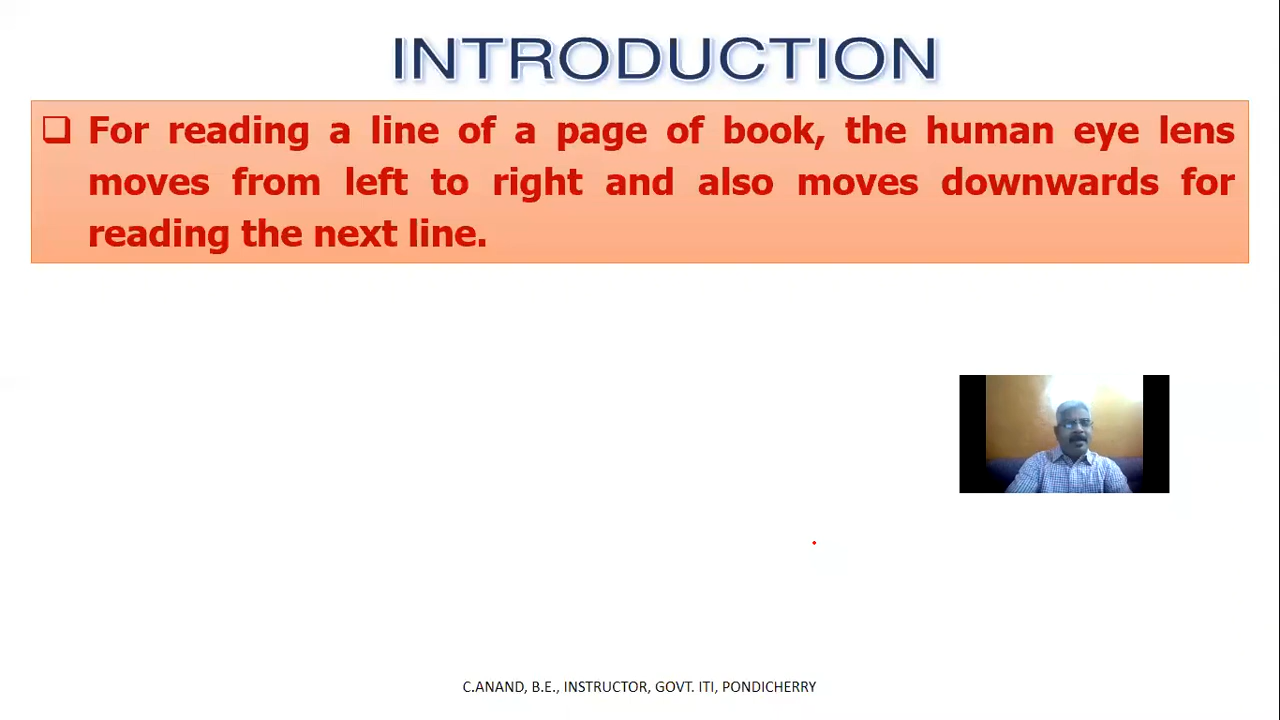 INTRODUCTION
❑ For reading a line of a page of book, the human eye lens
moves from left to right and also moves downwards for
reading the next line.
C.ANAND, B.E., INSTRUCTOR, GOVT. ITI, PONDICHERRY